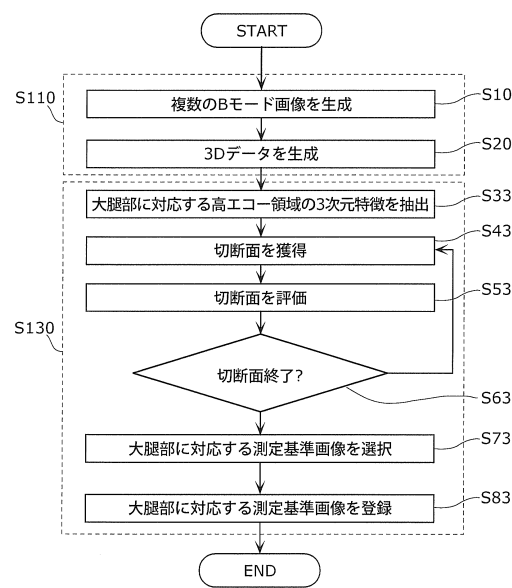 START
S110
複数のBモード画像を生成
S10
3Dデータを生成
S20
大腿部に対応する高エコー領域の3次元特徴を抽出
S33
切断面を獲得
S43
切断面を評価
S53
S130
切断面終了?
S63
大腿部に対応する測定基準画像を選択
S73
大腿部に対応する測定基準画像を登録
S83
END